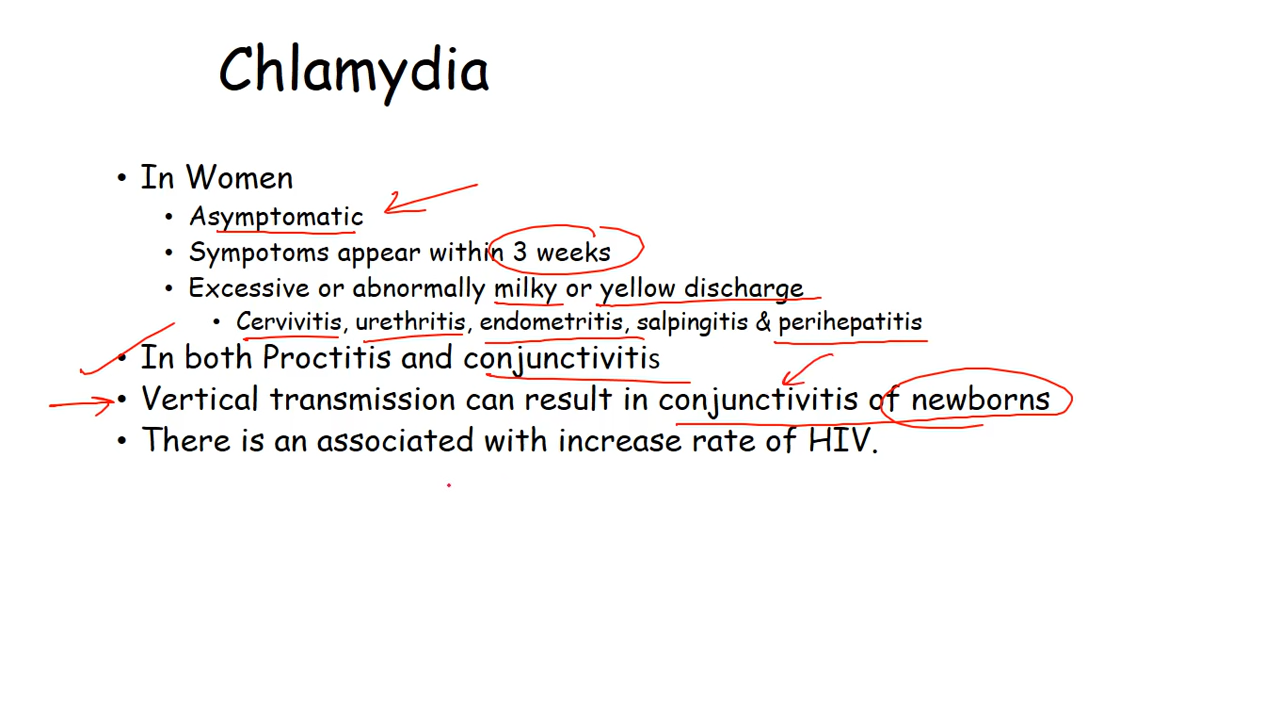 Chlamydia
• In Women
• Asymptomatic
• Sympotoms appear within 3 weeks
• Excessive or abnormally milky or yellow discharge
• Cervivitis, urethritis, endometritis, salpingitis & perihepatitis
• In both Proctitis and conjunctivitis
• Vertical transmission can result in conjunctivitis of newborns
• There is an associated with increase rate of HIV.